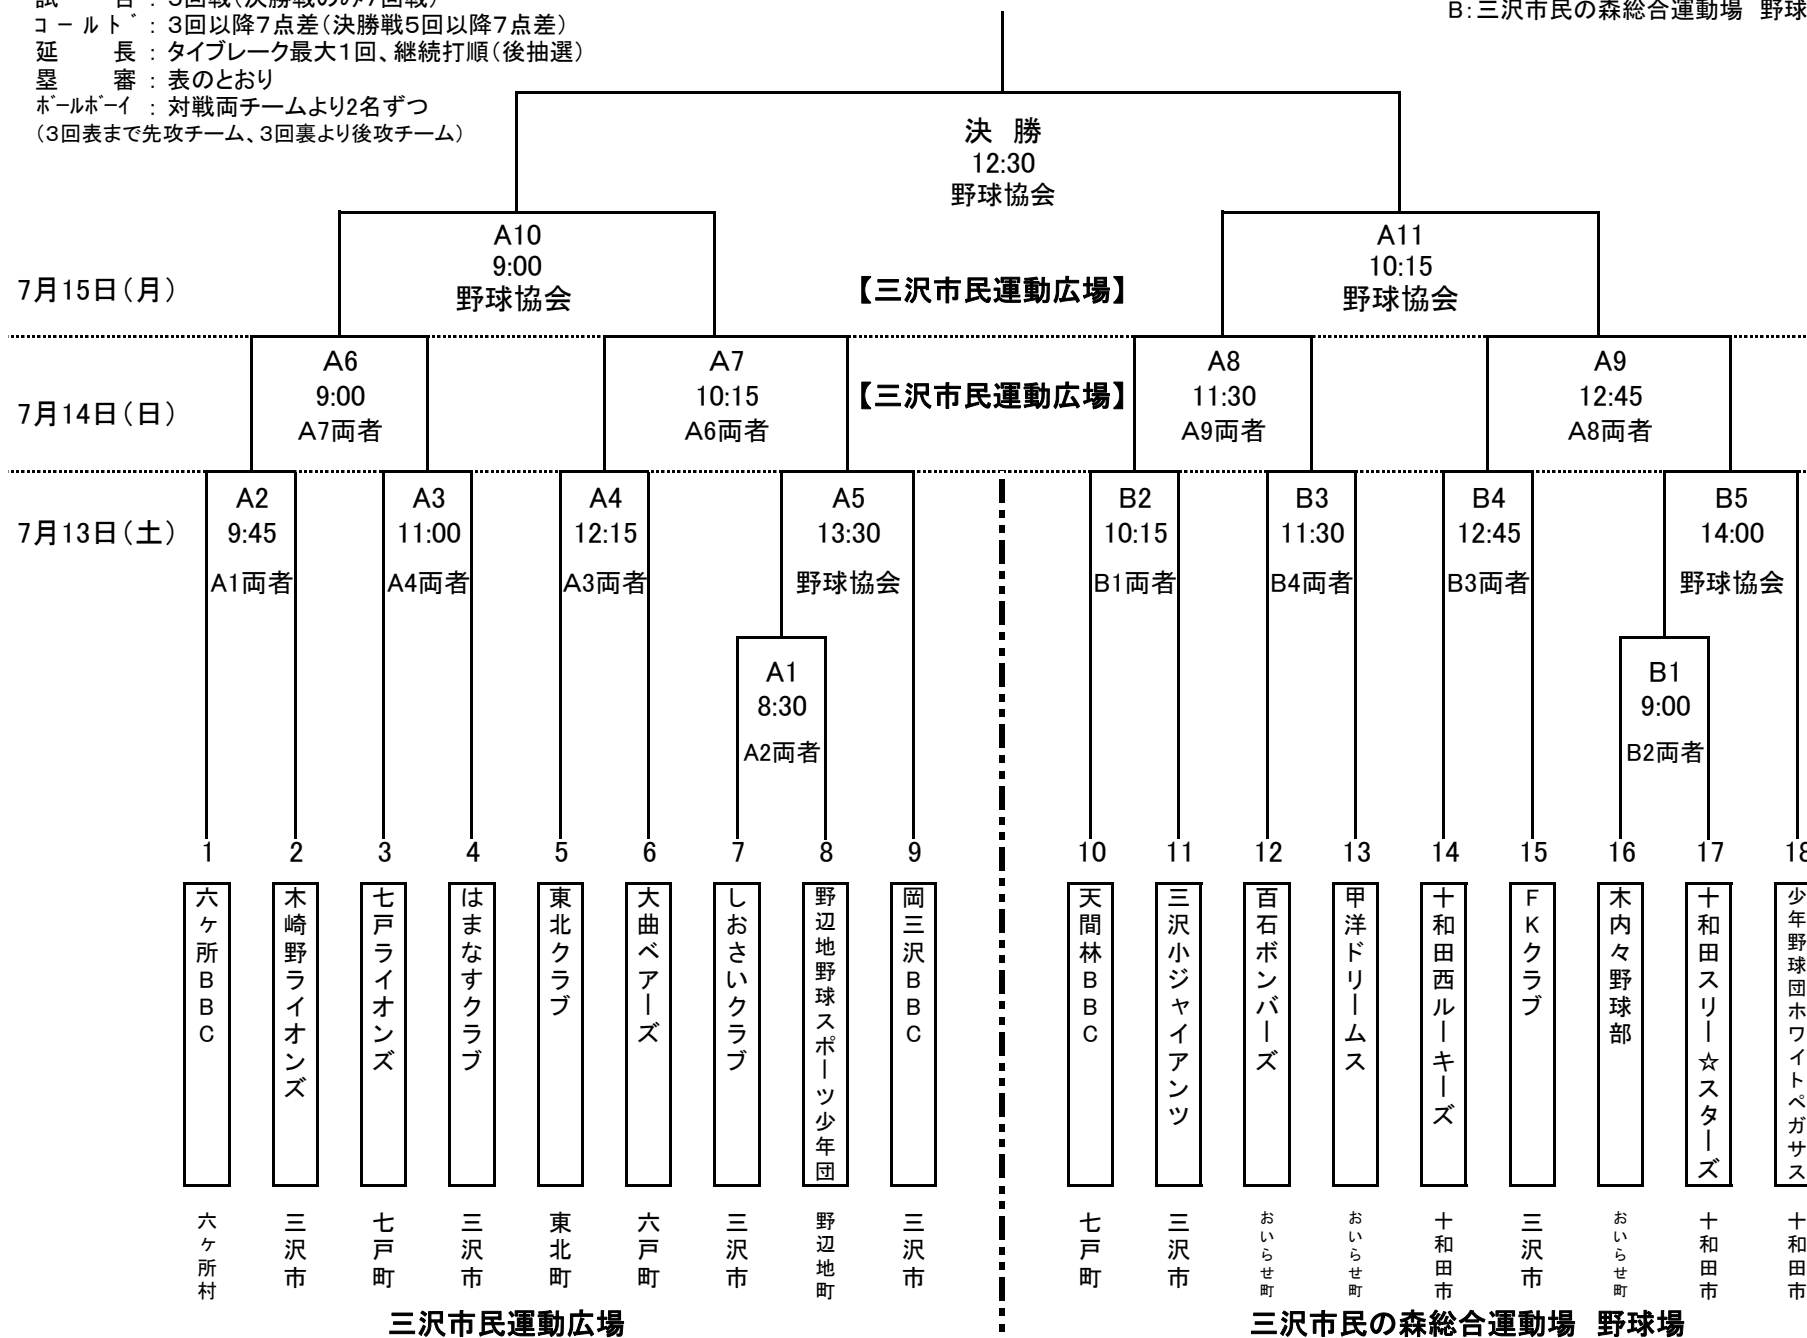 コールド：3回以降7点差（決勝戦5回以降7点差）
延　長：タイブレーク最大1回、継続打順（後抽選）
塁　審：表のとおり
ボールボーイ：対戦両チームより2名ずつ
（3回表まで先攻チーム、3回裏より後攻チーム）
B：三沢市民の森総合運動場　野球
決　勝
12:30
野球協会
7月15日（月）
A10
9:00
野球協会
【三沢市民運動広場】
A11
10:15
野球協会
7月14日（日）
A6
9:00
A7両者
A7
10:15
A6両者
【三沢市民運動広場】
A8
11:30
A9両者
A9
12:45
A8両者
7月13日（土）
A2
9:45
A1両者
A3
11:00
A4両者
A4
12:15
A3両者
A5
13:30
野球協会
B2
10:15
B1両者
B3
11:30
B4両者
B4
12:45
B3両者
B5
14:00
野球協会
A1
8:30
A2両者
B1
9:00
B2両者
1
六ヶ所BBC
六ヶ所村
2
木崎野ライオンズ
三沢市
3
七戸ライオンズ
七戸町
4
はまなすクラブ
三沢市
5
東北クラブ
東北町
6
大曲ベアーズ
六戸町
7
しおさいクラブ
三沢市
8
野辺地野球スポーツ少年団
野辺地町
9
岡三沢BBC
三沢市
10
天間林BBC
七戸町
11
三沢小ジャイアンツ
三沢市
12
百石ボンバーズ
おいらせ町
13
甲洋ドリームス
おいらせ町
14
十和田西ルーキーズ
十和田市
15
FKクラブ
三沢市
16
木内々野球部
おいらせ町
17
十和田スリー☆スターズ
十和田市
18
少年野球団ホワイトペガサス
十和田市
三沢市民運動広場
三沢市民の森総合運動場　野球場